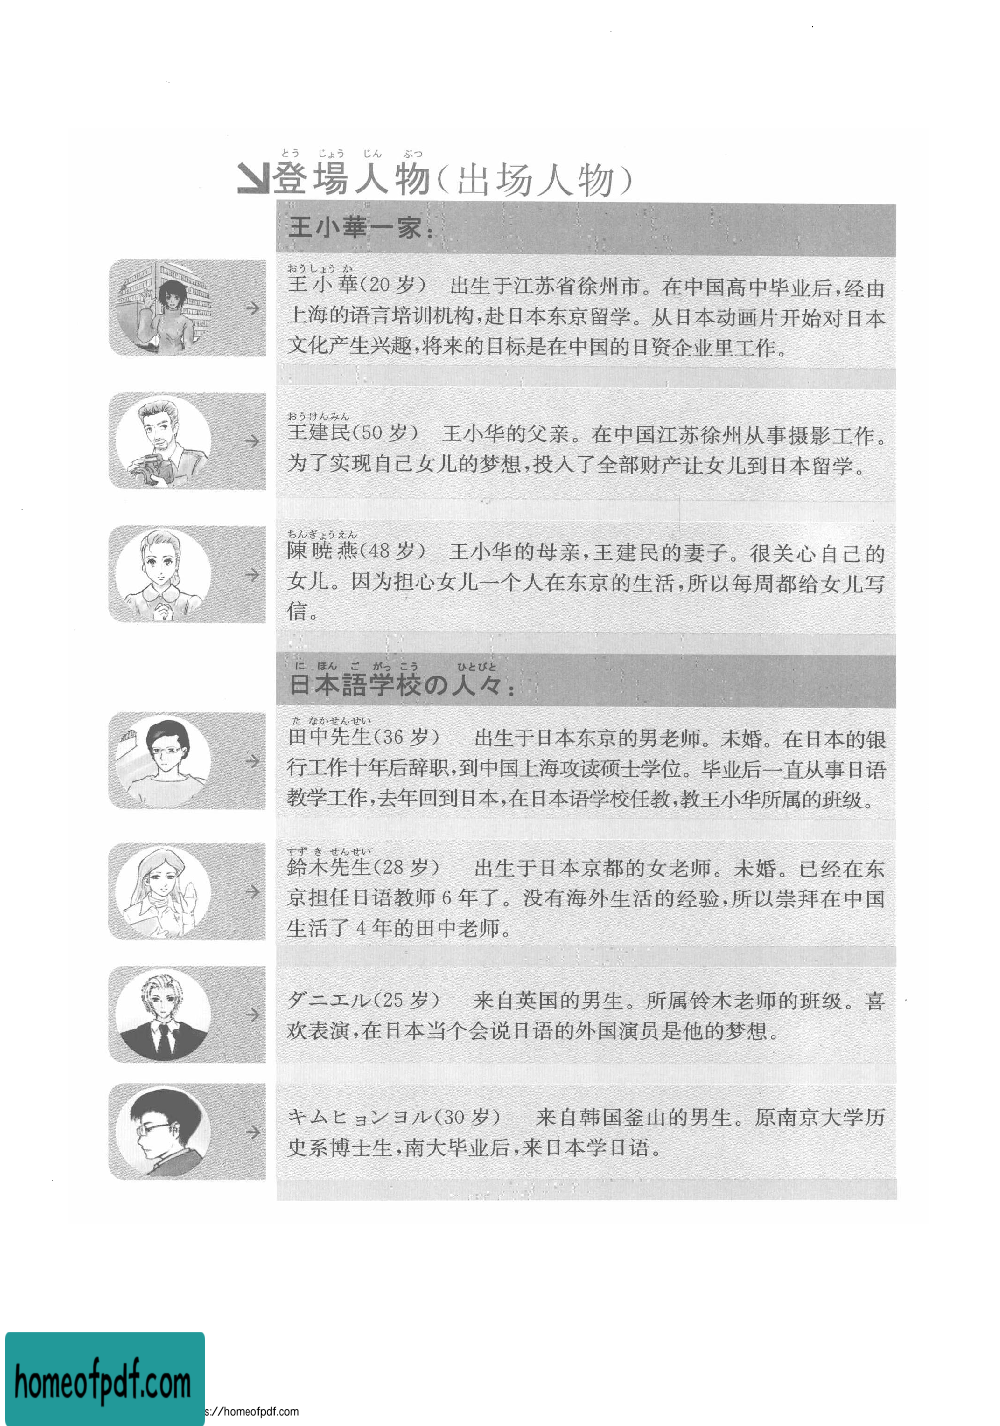 とう じょう じん ぶつ
登場人物(出场人物)
王小華一家:
おうしょう か
王小華(20岁) 出生于江苏省徐州市。在中国高中毕业后,经由
上海的语言培训机构,赴日本东京留学。从日本动画片开始对日本
文化产生兴趣,将来的目标是在中国的日资企业里工作。
おうけんみん
王建民(50岁) 王小华的父亲。在中国江苏徐州从事摄影工作。
为了实现自己女儿的梦想,投入了全部财产让女儿到日本留学。
ちんぎょうえん
陳暁燕(48岁) 王小华的母亲,王建民的妻子。很关心自己的
女儿。因为担心女儿一个人在东京的生活,所以每周都给女儿写
信。
に ほん ご がっ こう ひとびと
日本語学校の人々:
た なかせんせい
田中先生(36岁) 出生于日本东京的男老师。未婚。在日本的银
行工作十年后辞职,到中国上海攻读硕士学位。毕业后一直从事日语
教学工作,去年回到日本,在日本语学校任教,教王小华所属的班级。
すず き せんせい
鈴木先生(28岁) 出生于日本京都的女老师。未婚。已经在东
京担任日语教师6年了。没有海外生活的经验,所以崇拜在中国
生活了4年的田中老师。
ダニエル(25岁) 来自英国的男生。所属铃木老师的班级。喜
欢表演,在日本当个会说日语的外国演员是他的梦想。
キムヒョンヨル(30岁) 来自韩国釜山的男生。原南京大学历
史系博士生,南大毕业后,来日本学日语。
homeofpdf.com
s://homeofpdf.com